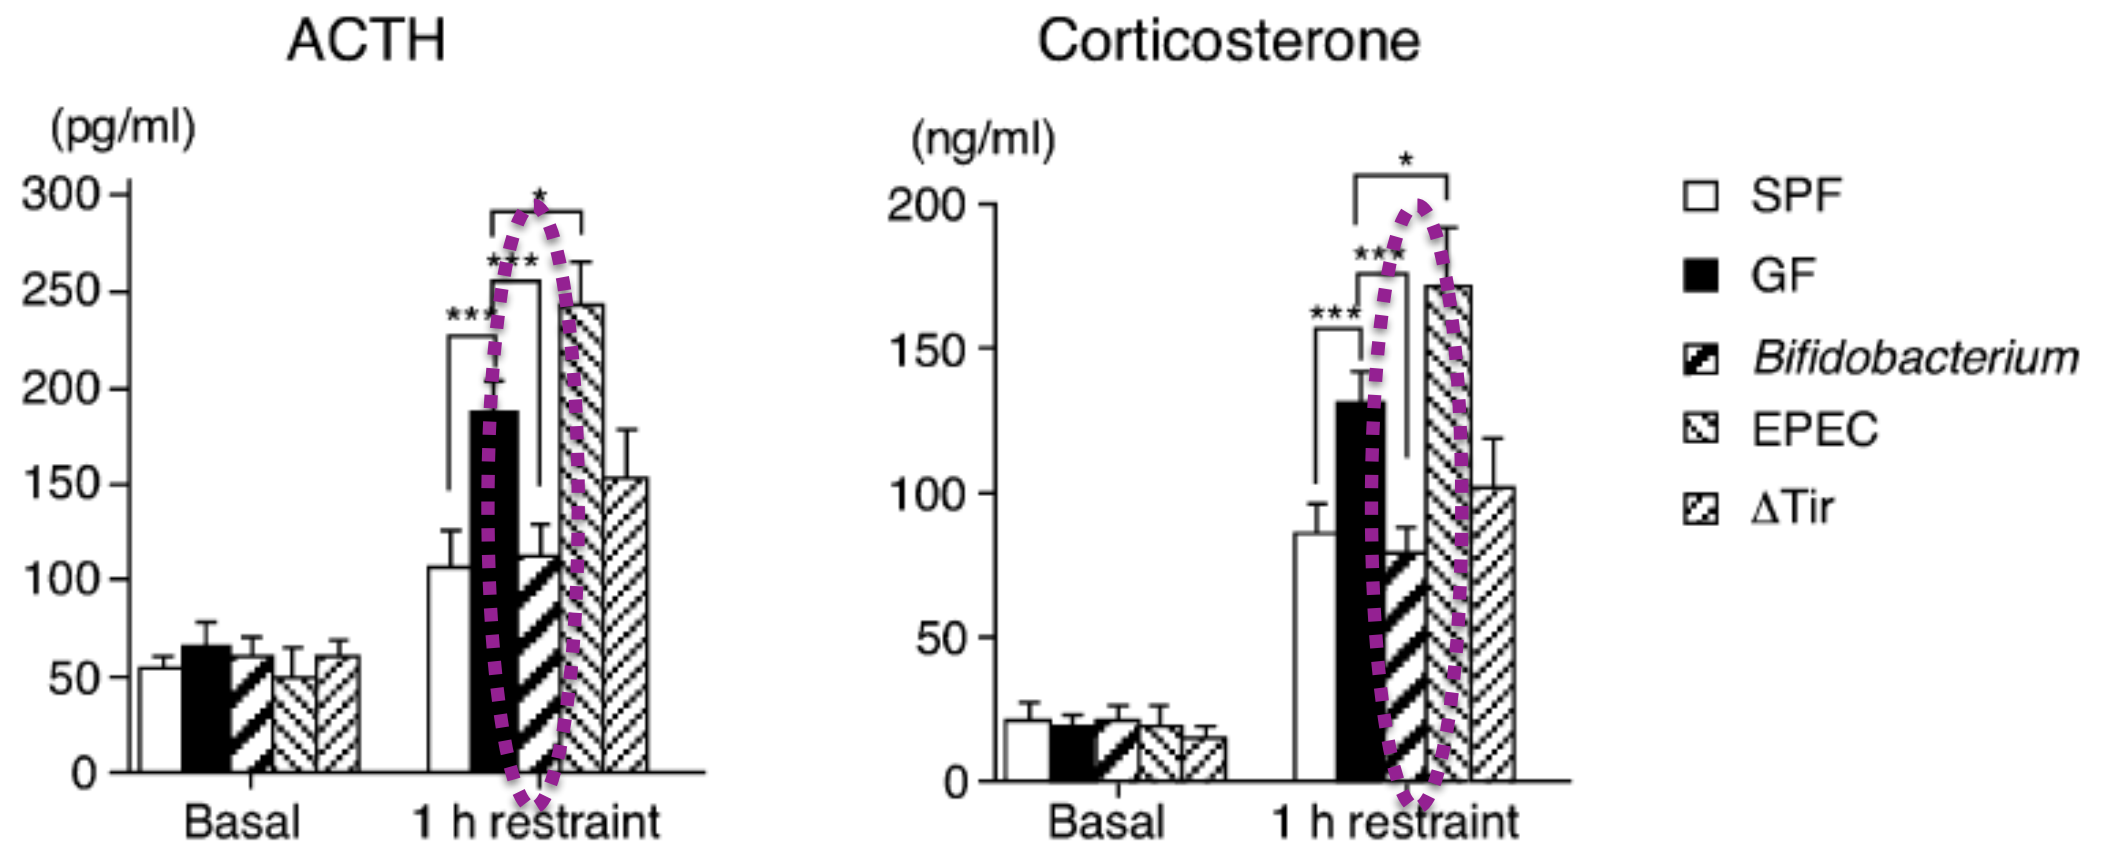 ACTH
(pg/ml)
300
250
200
150
100
50
0
*
***
***
Basal
1 h restraint
Corticosterone
(ng/ml)
200
150
100
50
0
*
***
***
Basal
1 h restraint
SPF
GF
Bifidobacterium
EPEC
ΔTir